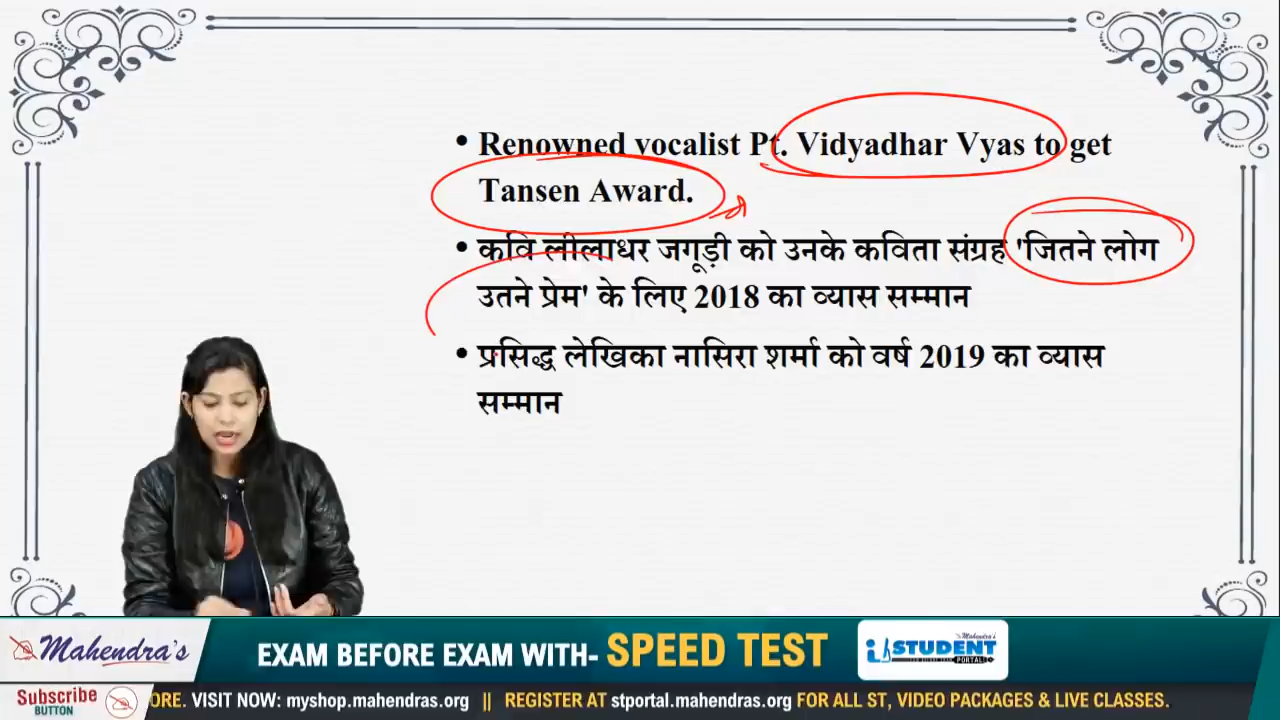 • Renowned vocalist Pt. Vidyadhar Vyas to get
Tansen Award.
• कवि लीलाधर जगूड़ी को उनके कविता संग्रह 'जितने लोग
उतने प्रेम' के लिए 2018 का व्यास सम्मान
• प्रसिद्ध लेखिका नासिरा शर्मा को वर्ष 2019 का व्यास
सम्मान
Mahendra's
EXAM BEFORE EXAM WITH- SPEED TEST
Mahendra's
STUDENT
PORTAL
Subscribe
BUTTON
ORE. VISIT NOW: myshop.mahendras.org || REGISTER AT stportal.mahendras.org FOR ALL ST, VIDEO PACKAGES & LIVE CLASSES.